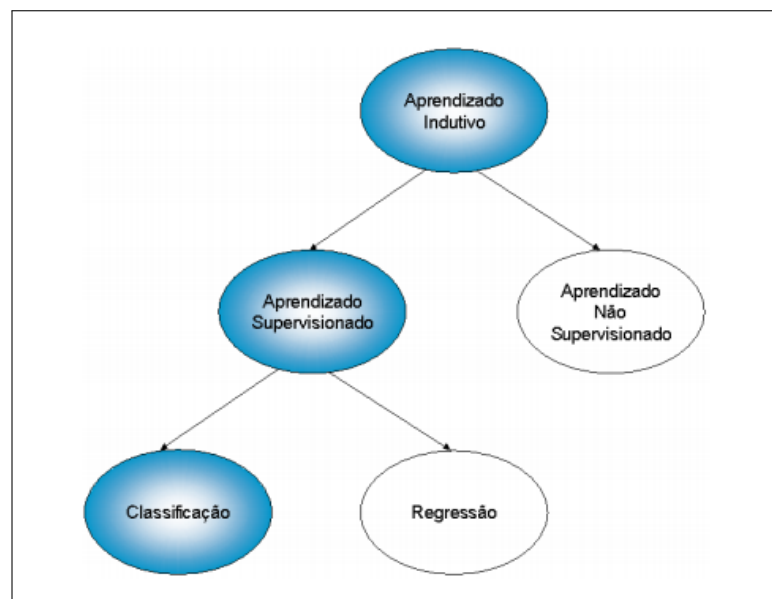 Aprendizado
Indutivo
Aprendizado
Supervisionado
Aprendizado
Não
Supervisionado
Classificação
Regressão